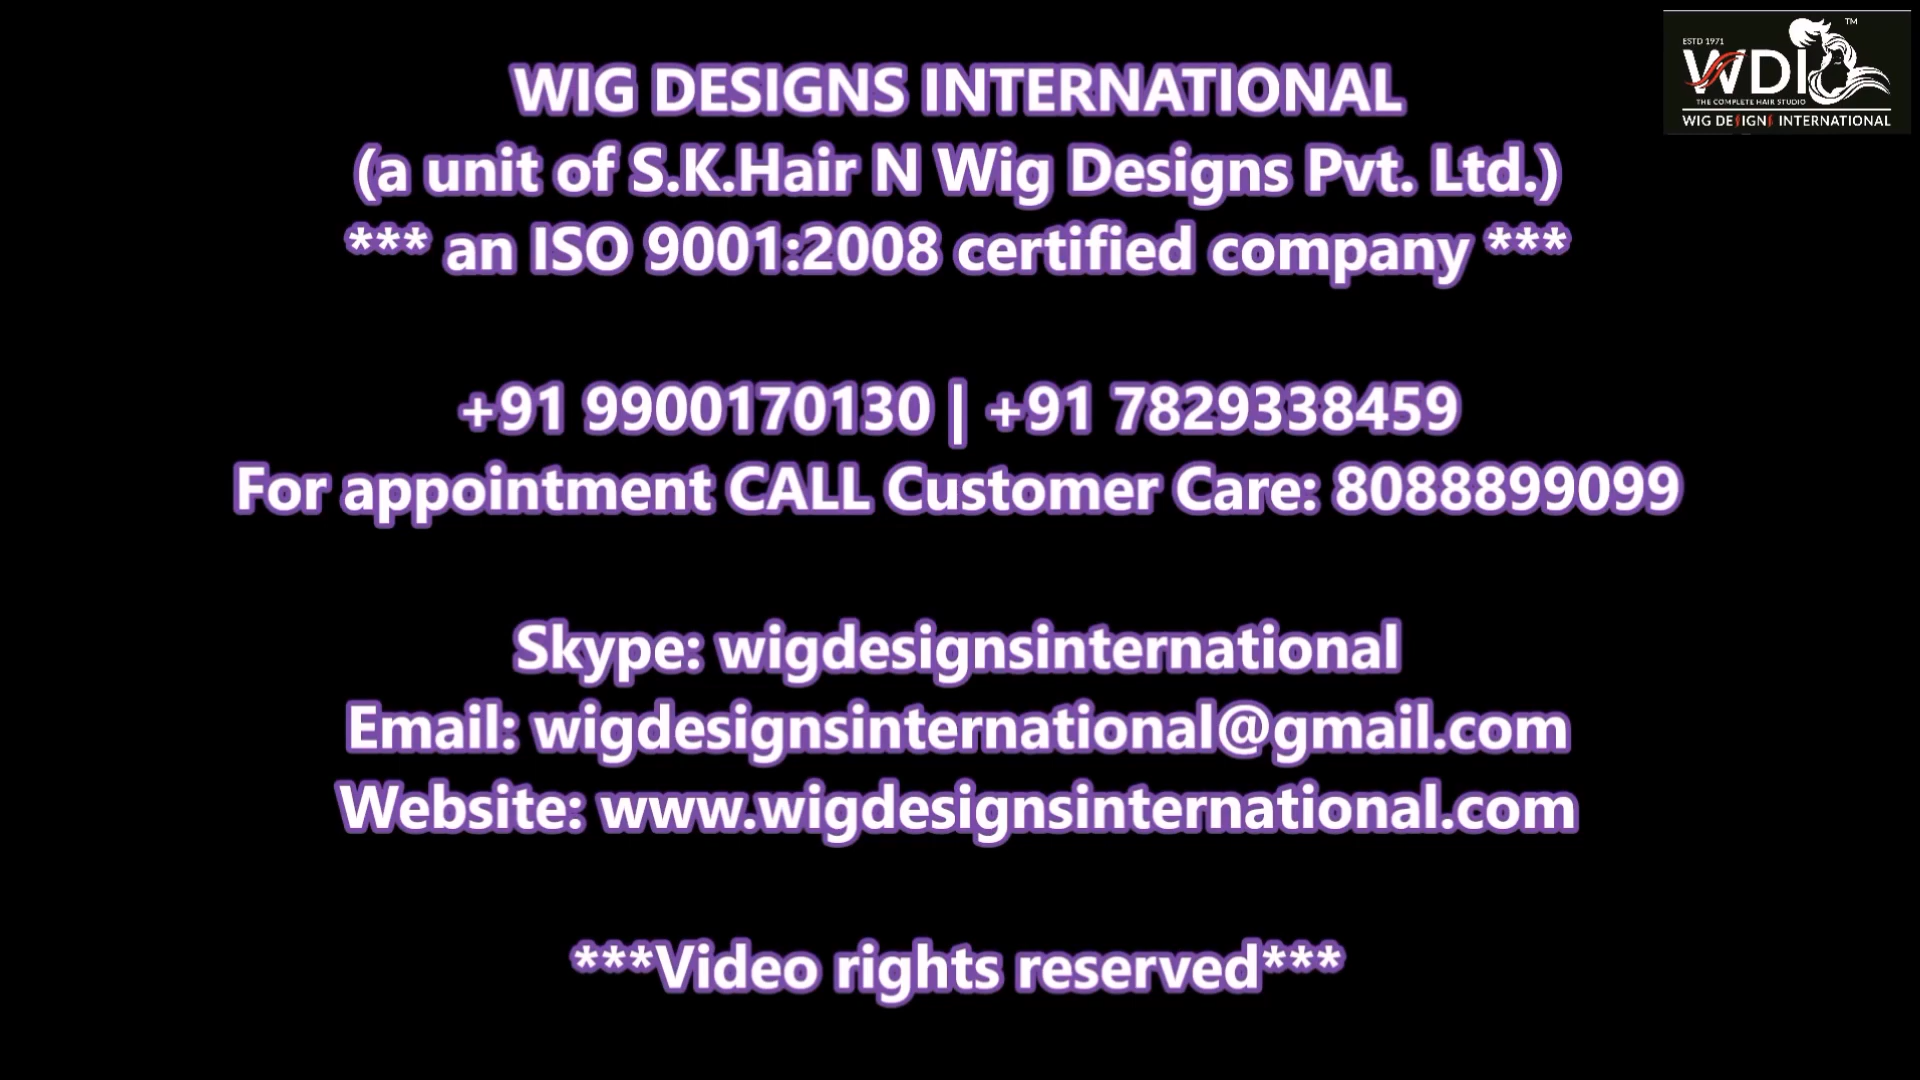 ESTD 1971
TM
WDI
THE COMPLETE HAIR STUDIO
WIG DESIGNS INTERNATIONAL
WIG DESIGNS INTERNATIONAL
(a unit of S.K.Hair N Wig Designs Pvt. Ltd.)
*** an ISO 9001:2008 certified company ***
+91 9900170130 | +91 7829338459
For appointment CALL Customer Care: 8088899099
Skype: wigdesignsinternational
Email: wigdesignsinternational@gmail.com
Website: www.wigdesignsinternational.com
***Video rights reserved***